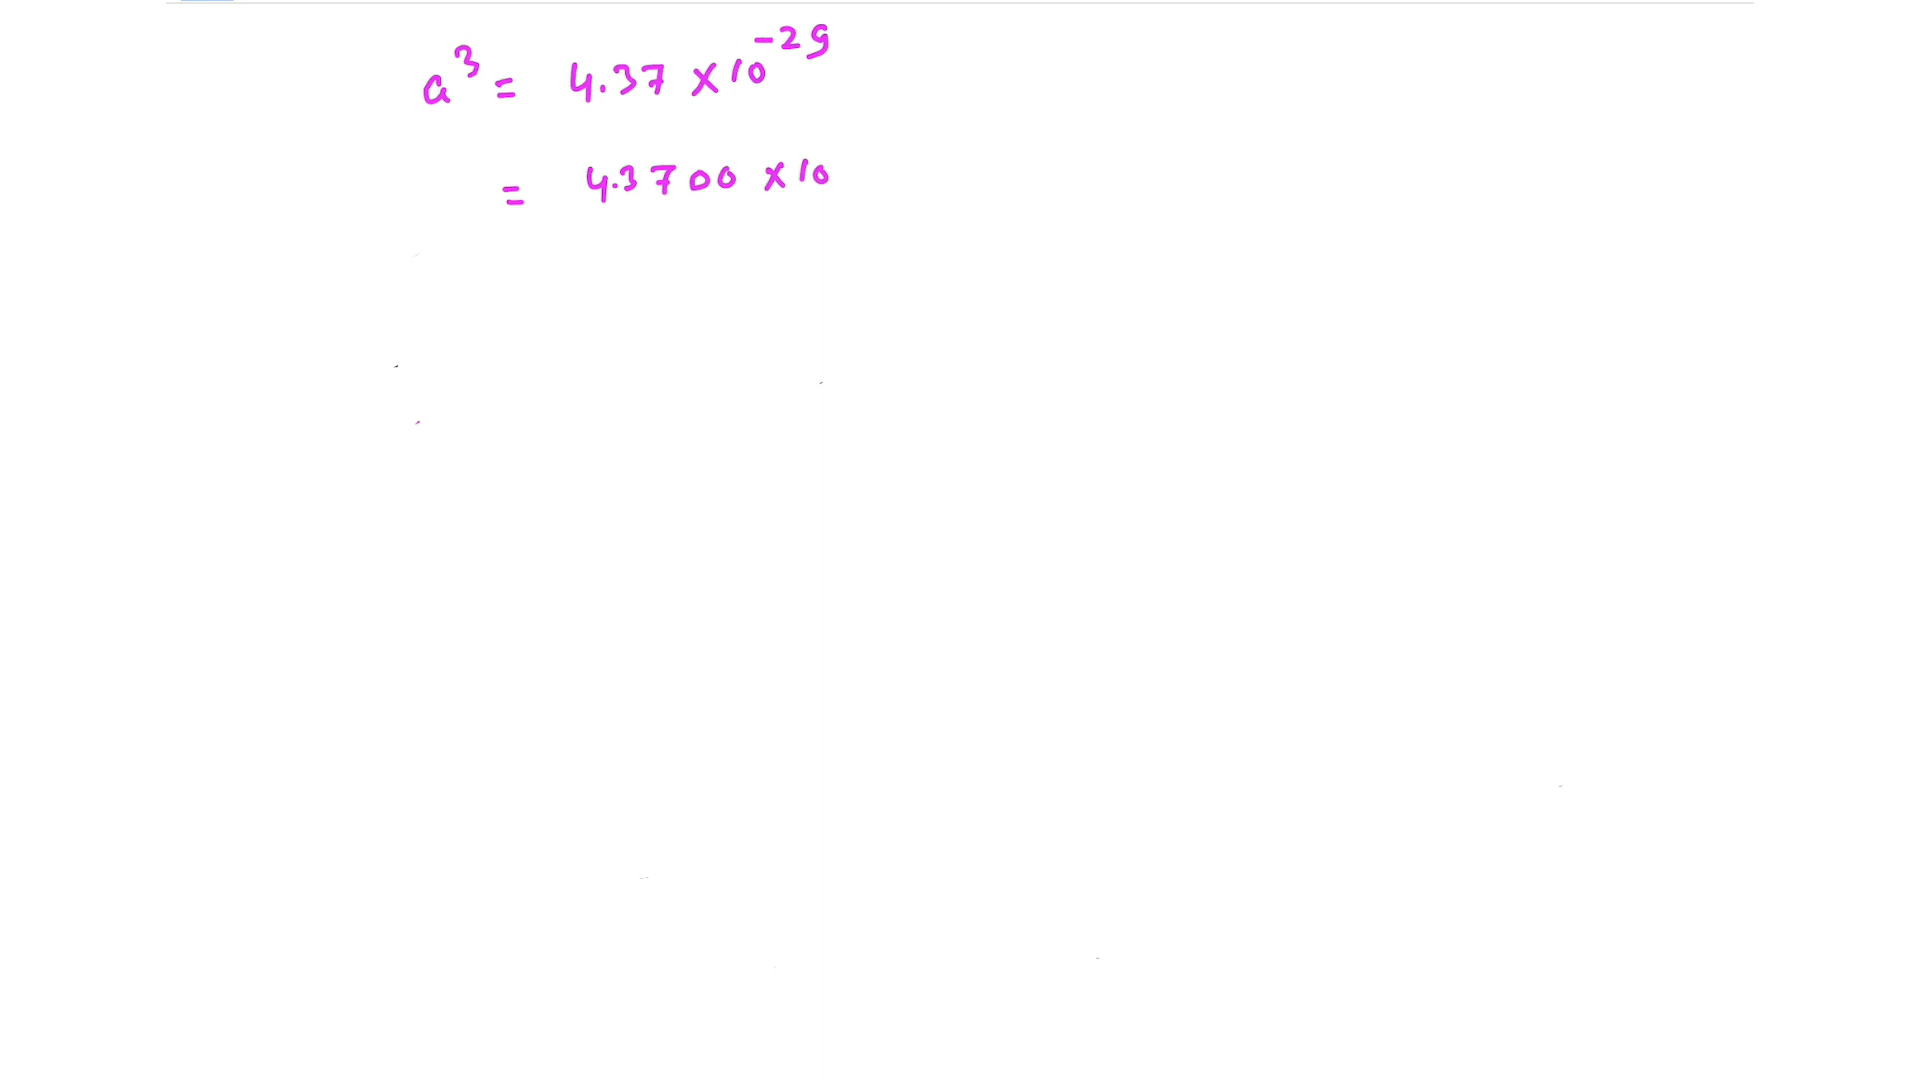 a³ = 4.37 ×10⁻²⁹
= 4.3700 ×10